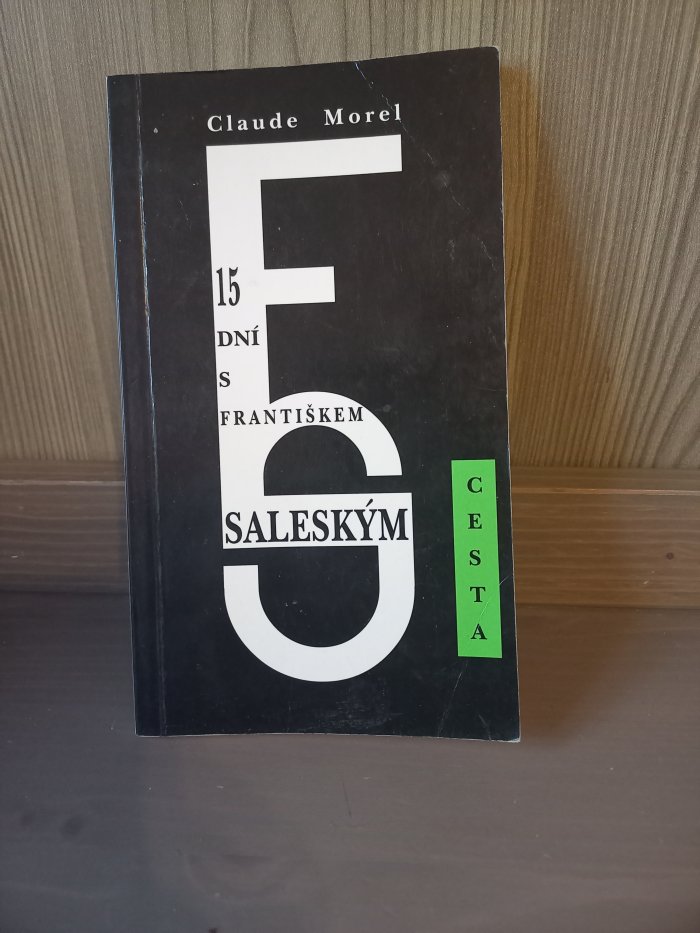 Claude Morel
15
DNÍ
S
FRANTIŠKEM
SALESKÝM
CESTA